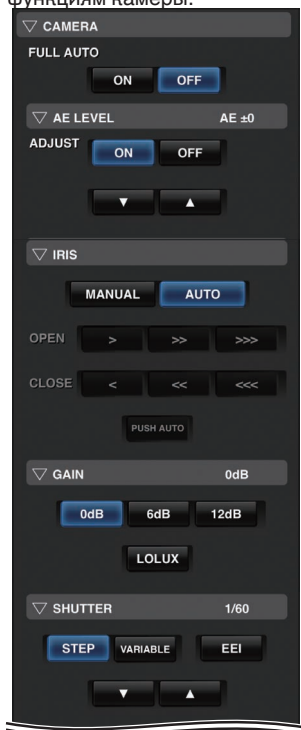 функциям камеры.
▽ CAMERA
FULL AUTO
ON OFF
▽ AE LEVEL AE ±0
ADJUST ON OFF
▼ ▲
▽ IRIS
MANUAL AUTO
OPEN > >> >>>
CLOSE < << <<<
PUSH AUTO
▽ GAIN 0dB
0dB 6dB 12dB
LOLUX
▽ SHUTTER 1/60
STEP VARIABLE EEI
▼ ▲